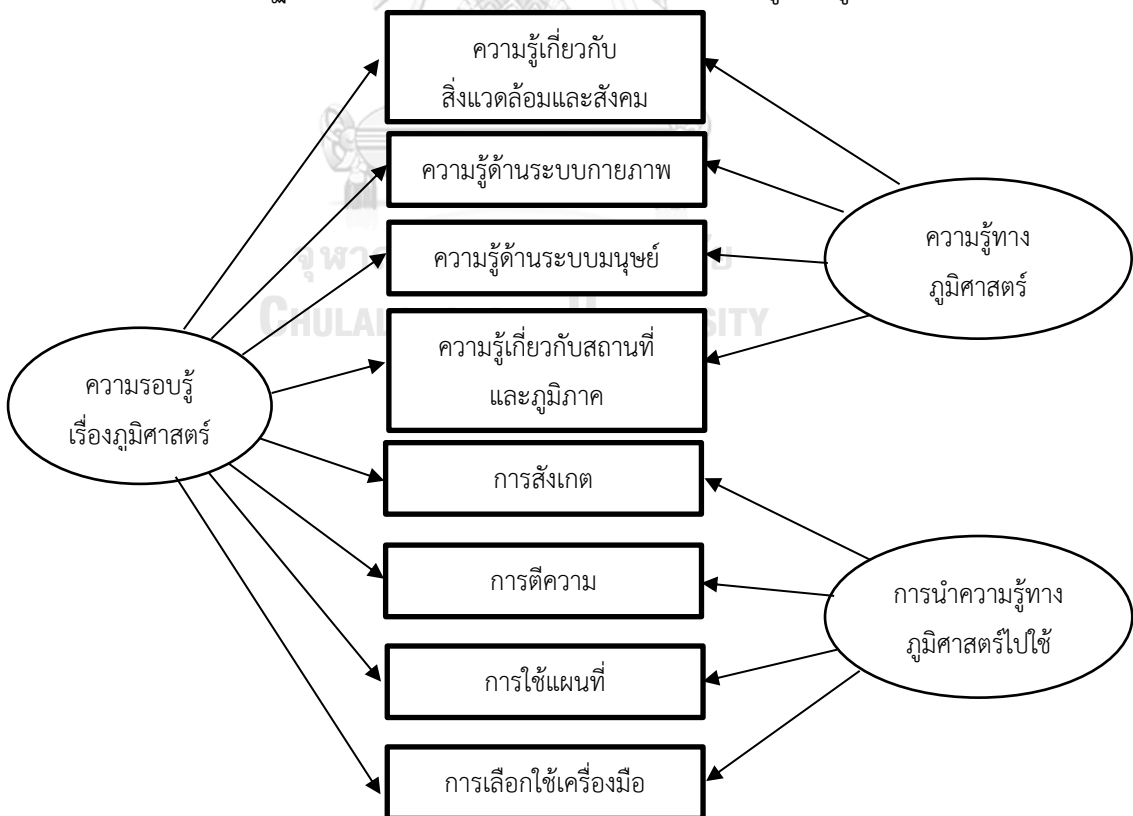 ความรู้เกี่ยวกับ
สิ่งแวดล้อมและสังคม
ความรู้ด้านระบบกายภาพ
ความรู้ด้านระบบมนุษย์
ความรู้ทาง
ภูมิศาสตร์
ความรู้เกี่ยวกับสถานที่
และภูมิภาค
ความรอบรู้
เรื่องภูมิศาสตร์
การสังเกต
การตีความ
การนำความรู้ทาง
ภูมิศาสตร์ไปใช้
การใช้แผนที่
การเลือกใช้เครื่องมือ